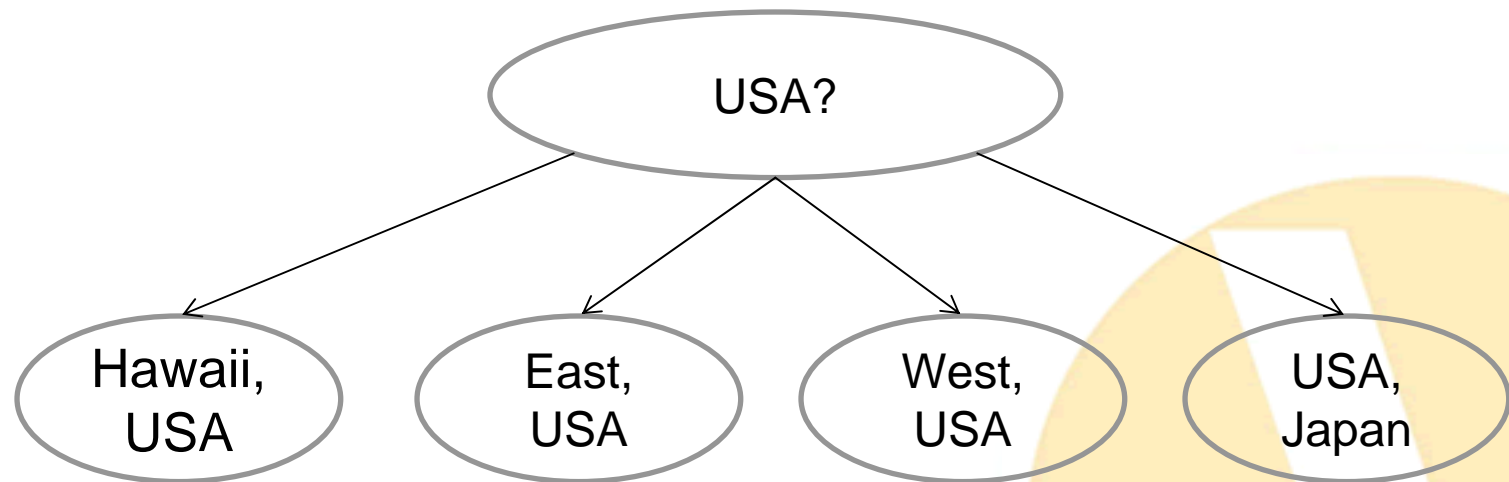 USA?
Hawaii,
USA
East,
USA
West,
USA
USA,
Japan